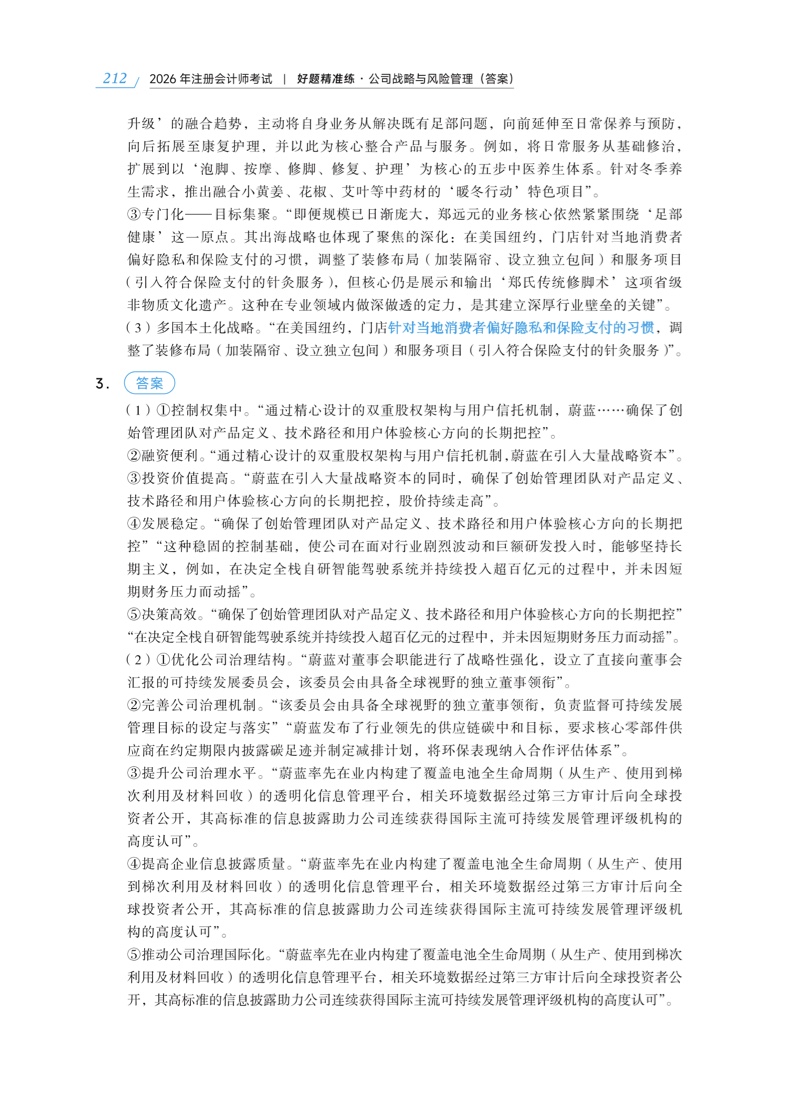 212 2026 年注册会计师考试 | 好题精准练·公司战略与风险管理（答案）
升级’的融合趋势，主动将自身业务从解决既有足部问题，向前延伸至日常保养与预防，
向后拓展至康复护理，并以此为核心整合产品与服务。例如，将日常服务从基础修治，
扩展到以‘泡脚、按摩、修脚、修复、护理’为核心的五步中医养生体系。针对冬季养
生需求，推出融合小黄姜、花椒、艾叶等中药材的‘暖冬行动’特色项目”。
③专门化——目标集聚。“即便规模已日渐庞大，郑远元的业务核心依然紧紧围绕‘足部
健康’这一原点。其出海战略也体现了聚焦的深化：在美国纽约，门店针对当地消费者
偏好隐私和保险支付的习惯，调整了装修布局（加装隔帘、设立独立包间）和服务项目
（引入符合保险支付的针灸服务），但核心仍是展示和输出‘郑氏传统修脚术’这项省级
非物质文化遗产。这种在专业领域内做深做透的定力，是其建立深厚行业壁垒的关键”。
（3）多国本土化战略。“在美国纽约，门店针对当地消费者偏好隐私和保险支付的习惯，调
整了装修布局（加装隔帘、设立独立包间）和服务项目（引入符合保险支付的针灸服务）”。
3. 答案
（1）①控制权集中。“通过精心设计的双重股权架构与用户信托机制，蔚蓝……确保了创
始管理团队对产品定义、技术路径和用户体验核心方向的长期把控”。
②融资便利。“通过精心设计的双重股权架构与用户信托机制，蔚蓝在引入大量战略资本”。
③投资价值提高。“蔚蓝在引入大量战略资本的同时，确保了创始管理团队对产品定义、
技术路径和用户体验核心方向的长期把控，股价持续走高”。
④发展稳定。“确保了创始管理团队对产品定义、技术路径和用户体验核心方向的长期把
控”“这种稳固的控制基础，使公司在面对行业剧烈波动和巨额研发投入时，能够坚持长
期主义，例如，在决定全栈自研智能驾驶系统并持续投入超百亿元的过程中，并未因短
期财务压力而动摇”。
⑤决策高效。“确保了创始管理团队对产品定义、技术路径和用户体验核心方向的长期把控”
“在决定全栈自研智能驾驶系统并持续投入超百亿元的过程中，并未因短期财务压力而动摇”。
（2）①优化公司治理结构。“蔚蓝对董事会职能进行了战略性强化，设立了直接向董事会
汇报的可持续发展委员会，该委员会由具备全球视野的独立董事领衔”。
②完善公司治理机制。“该委员会由具备全球视野的独立董事领衔，负责监督可持续发展
管理目标的设定与落实”“蔚蓝发布了行业领先的供应链碳中和目标，要求核心零部件供
应商在约定期限内披露碳足迹并制定减排计划，将环保表现纳入合作评估体系”。
③提升公司治理水平。“蔚蓝率先在业内构建了覆盖电池全生命周期（从生产、使用到梯
次利用及材料回收）的透明化信息管理平台，相关环境数据经过第三方审计后向全球投
资者公开，其高标准的信息披露助力公司连续获得国际主流可持续发展管理评级机构的
高度认可”。
④提高企业信息披露质量。“蔚蓝率先在业内构建了覆盖电池全生命周期（从生产、使用
到梯次利用及材料回收）的透明化信息管理平台，相关环境数据经过第三方审计后向全
球投资者公开，其高标准的信息披露助力公司连续获得国际主流可持续发展管理评级机
构的高度认可”。
⑤推动公司治理国际化。“蔚蓝率先在业内构建了覆盖电池全生命周期（从生产、使用到梯次
利用及材料回收）的透明化信息管理平台，相关环境数据经过第三方审计后向全球投资者公
开，其高标准的信息披露助力公司连续获得国际主流可持续发展管理评级机构的高度认可”。